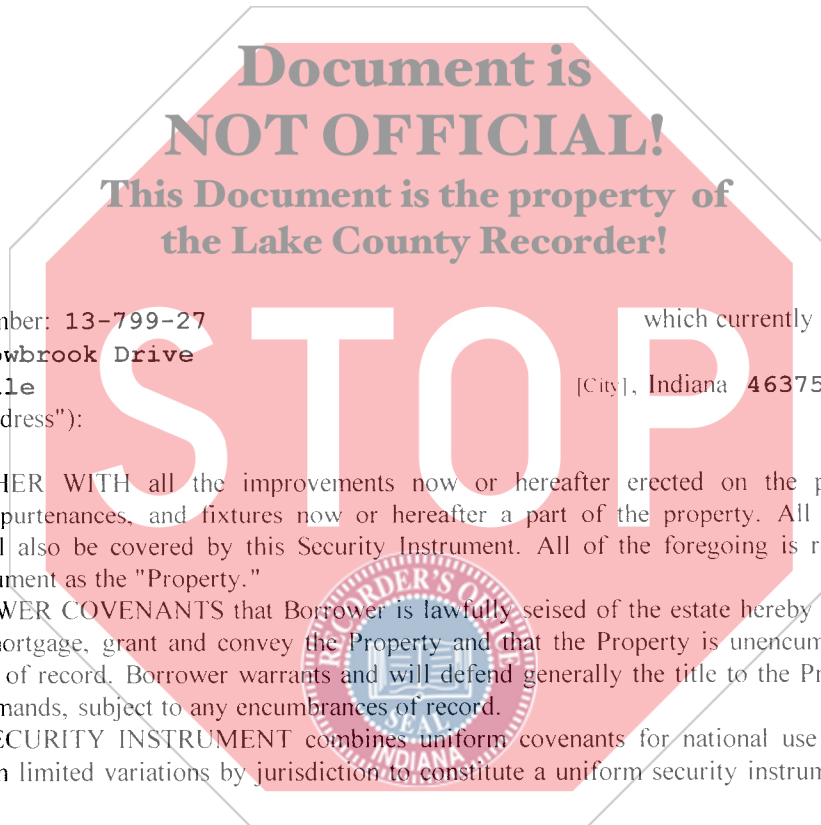 Document is
NOT OFFICIAL!
This Document is the property of
the Lake County Recorder!
STOP
nber: 13-799-27 which currently
owbrook Drive
lle [City], Indiana 46375
dress"):
HER WITH all the improvements now or hereafter erected on the p
purtenances, and fixtures now or hereafter a part of the property. All
l also be covered by this Security Instrument. All of the foregoing is r
ument as the "Property."
WER COVENANTS that Borrower is lawfully seised of the estate hereby
ortgage, grant and convey the Property and that the Property is unencum
of record. Borrower warrants and will defend generally the title to the Pr
mands, subject to any encumbrances of record.
ECURITY INSTRUMENT combines uniform covenants for national use
n limited variations by jurisdiction to constitute a uniform security instrum
RECORDER'S OFFICE
SEAL
INDIANA